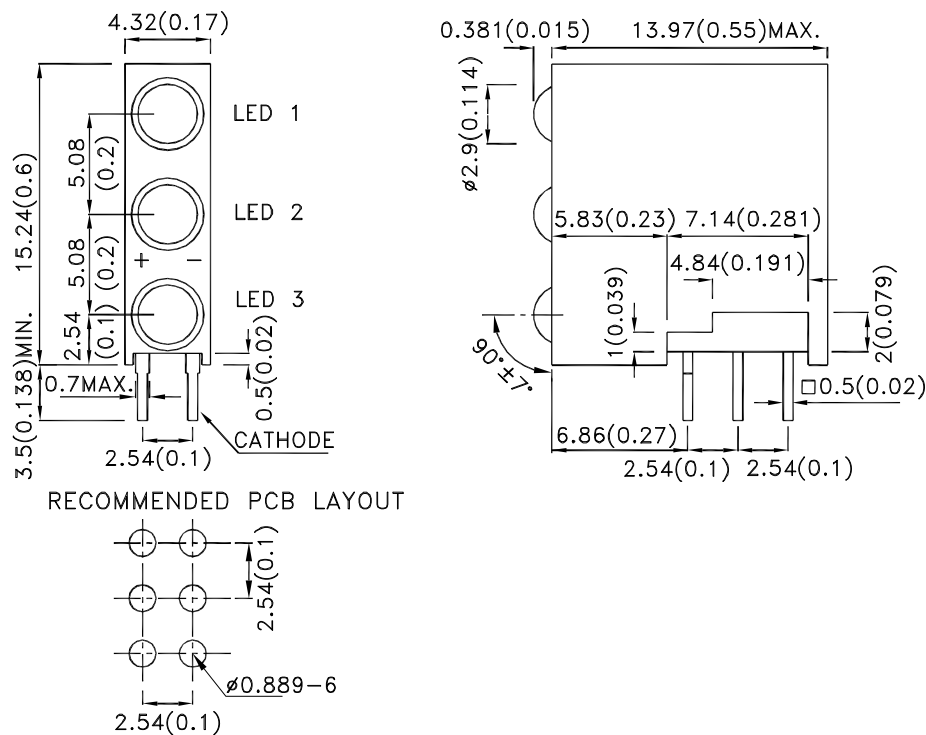 4.32(0.17)
LED 1
LED 2
LED 3
+ −
5.08
(0.2)
5.08
(0.2)
2.54
(0.1)
15.24(0.6)
3.5(0.138)MIN.
0.7MAX.
0.5(0.02)
CATHODE
2.54(0.1)
0.381(0.015)
13.97(0.55)MAX.
ø2.9(0.114)
5.83(0.23)
7.14(0.281)
4.84(0.191)
1(0.039)
2(0.079)
90°±7°
□0.5(0.02)
6.86(0.27)
2.54(0.1)
2.54(0.1)
RECOMMENDED PCB LAYOUT
2.54(0.1)
ø0.889-6
2.54(0.1)